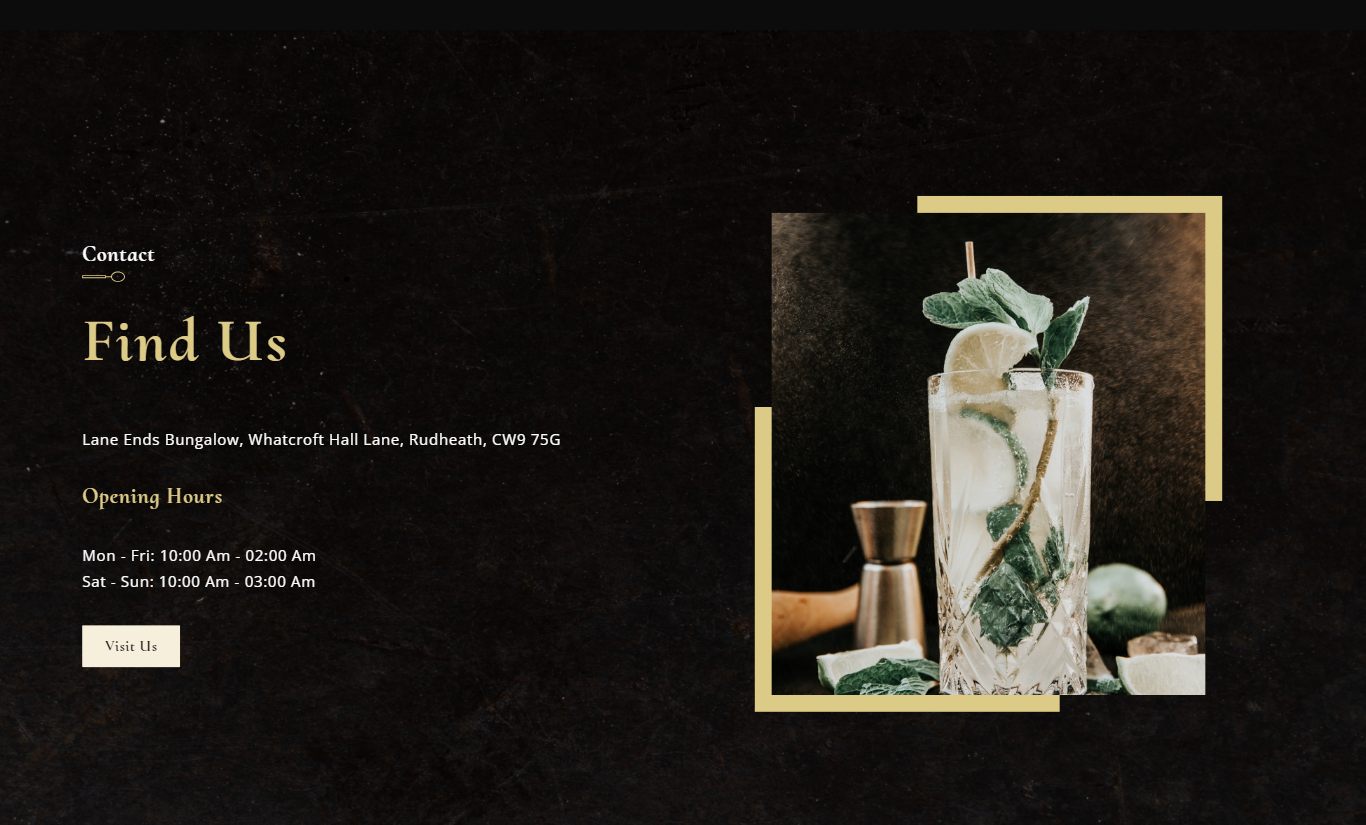 Contact
Find Us
Lane Ends Bungalow, Whatcroft Hall Lane, Rudheath, CW9 75G
Opening Hours
Mon - Fri: 10:00 Am - 02:00 Am
Sat - Sun: 10:00 Am - 03:00 Am
Visit Us